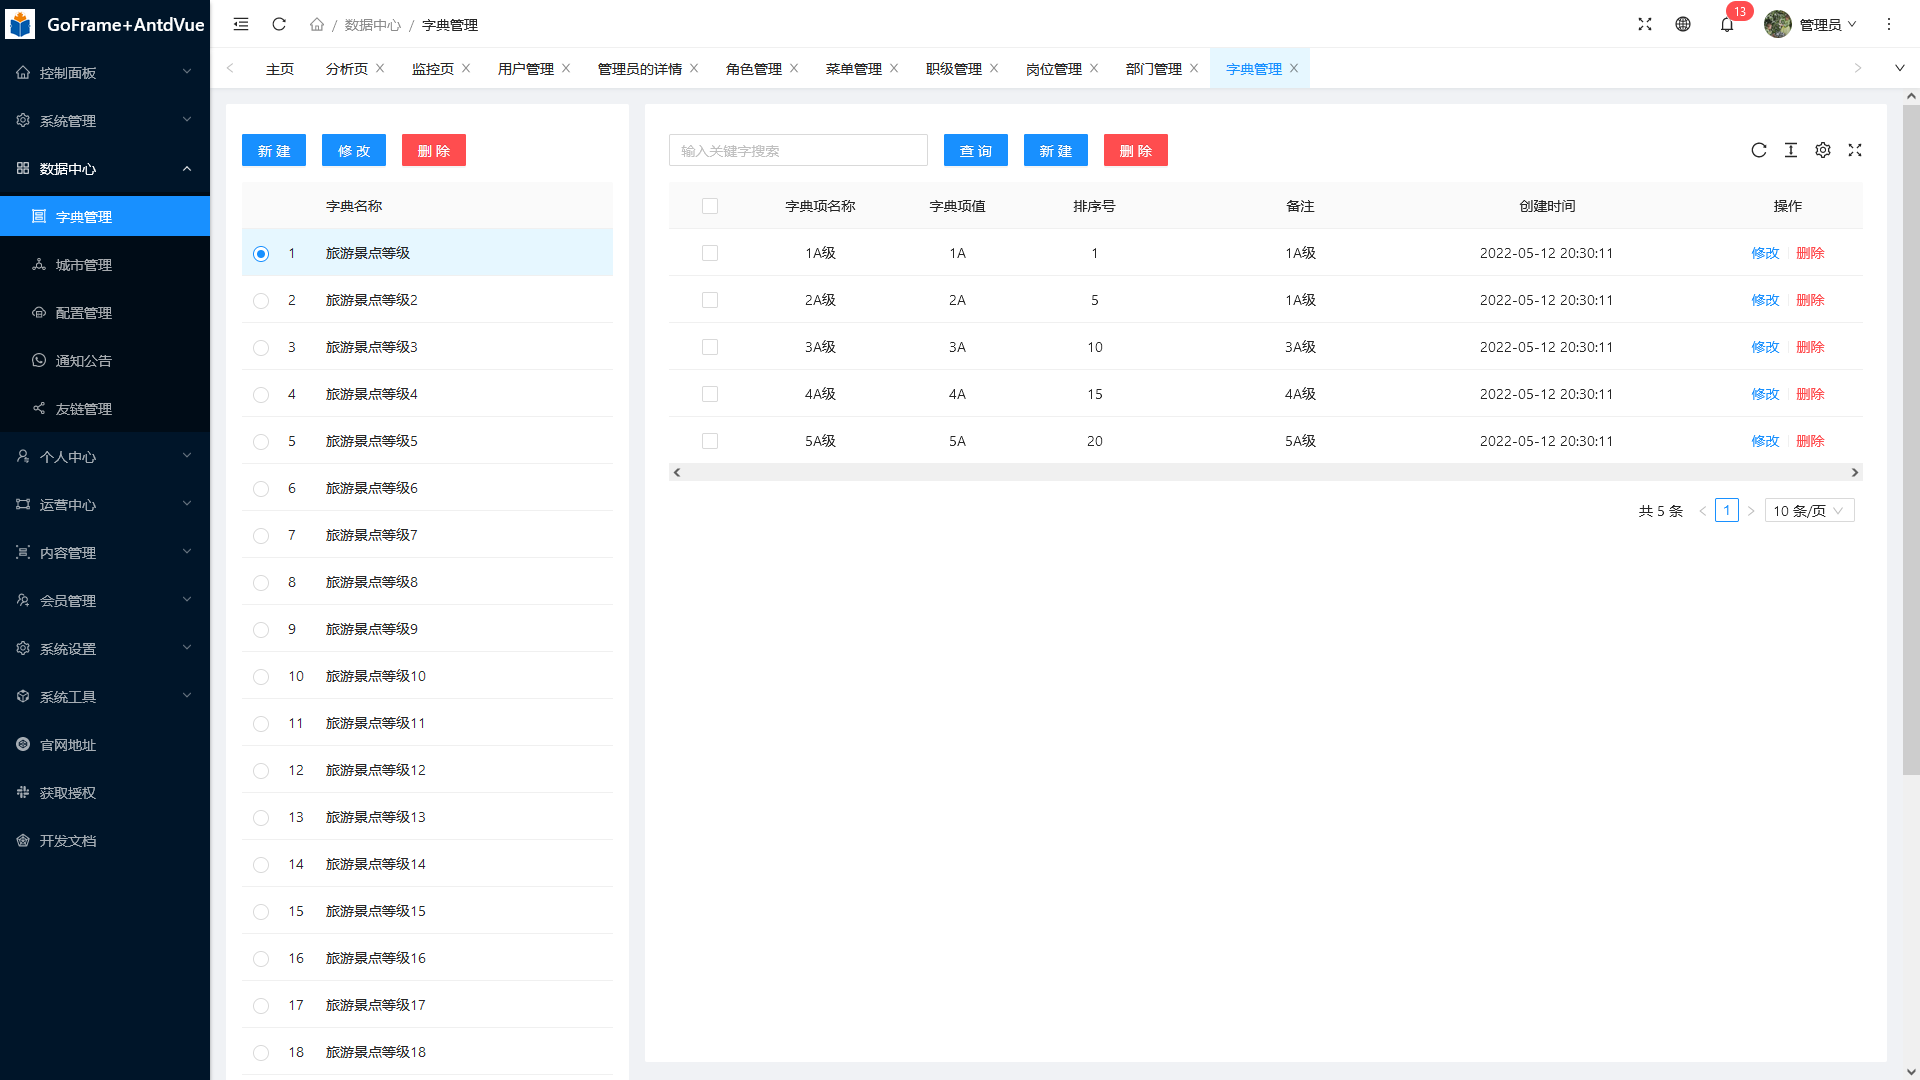 GoFrame+AntdVue
控制面板
系统管理
数据中心
字典管理
城市管理
配置管理
通知公告
友链管理
个人中心
运营中心
内容管理
会员管理
系统设置
系统工具
官网地址
获取授权
开发文档
/ 数据中心 / 字典管理
13
管理员
主页 分析页 监控页 用户管理 管理员的详情 角色管理 菜单管理 职级管理 岗位管理 部门管理 字典管理
新 建 修 改 删 除
字典名称
1 旅游景点等级
2 旅游景点等级2
3 旅游景点等级3
4 旅游景点等级4
5 旅游景点等级5
6 旅游景点等级6
7 旅游景点等级7
8 旅游景点等级8
9 旅游景点等级9
10 旅游景点等级10
11 旅游景点等级11
12 旅游景点等级12
13 旅游景点等级13
14 旅游景点等级14
15 旅游景点等级15
16 旅游景点等级16
17 旅游景点等级17
18 旅游景点等级18
输入关键字搜索 查 询 新 建 删 除
字典项名称 字典项值 排序号 备注 创建时间 操作
1A级 1A 1 1A级 2022-05-12 20:30:11 修改 删除
2A级 2A 5 1A级 2022-05-12 20:30:11 修改 删除
3A级 3A 10 3A级 2022-05-12 20:30:11 修改 删除
4A级 4A 15 4A级 2022-05-12 20:30:11 修改 删除
5A级 5A 20 5A级 2022-05-12 20:30:11 修改 删除
共 5 条 1 10 条/页